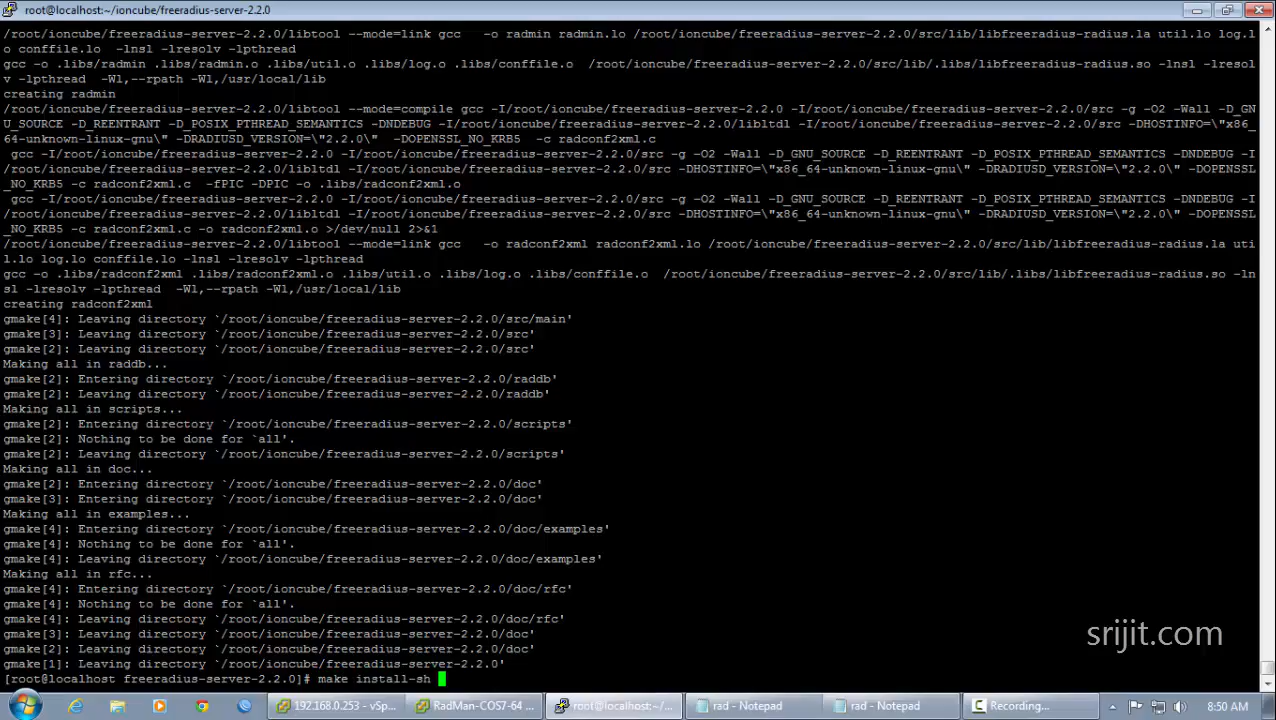 root@localhost:~/ioncube/freeradius-server-2.2.0
/root/ioncube/freeradius-server-2.2.0/libtool --mode=link gcc   -o radmin radmin.lo /root/ioncube/freeradius-server-2.2.0/src/lib/libfreeradius-radius.la util.lo log.l
o conffile.lo  -lnsl -lresolv -lpthread
gcc -o .libs/radmin .libs/radmin.o .libs/util.o .libs/log.o .libs/conffile.o  /root/ioncube/freeradius-server-2.2.0/src/lib/.libs/libfreeradius-radius.so -lnsl -lresol
v -lpthread  -Wl,--rpath -Wl,/usr/local/lib
creating radmin
/root/ioncube/freeradius-server-2.2.0/libtool --mode=compile gcc -I/root/ioncube/freeradius-server-2.2.0 -I/root/ioncube/freeradius-server-2.2.0/src -g -O2 -Wall -D_GN
U_SOURCE -D_REENTRANT -D_POSIX_PTHREAD_SEMANTICS -DNDEBUG -I/root/ioncube/freeradius-server-2.2.0/libltdl -I/root/ioncube/freeradius-server-2.2.0/src -DHOSTINFO=\"x86_
64-unknown-linux-gnu\" -DRADIUSD_VERSION=\"2.2.0\"  -DOPENSSL_NO_KRB5  -c radconf2xml.c
 gcc -I/root/ioncube/freeradius-server-2.2.0 -I/root/ioncube/freeradius-server-2.2.0/src -g -O2 -Wall -D_GNU_SOURCE -D_REENTRANT -D_POSIX_PTHREAD_SEMANTICS -DNDEBUG -I
/root/ioncube/freeradius-server-2.2.0/libltdl -I/root/ioncube/freeradius-server-2.2.0/src -DHOSTINFO=\"x86_64-unknown-linux-gnu\" -DRADIUSD_VERSION=\"2.2.0\" -DOPENSSL
_NO_KRB5 -c radconf2xml.c  -fPIC -DPIC -o .libs/radconf2xml.o
 gcc -I/root/ioncube/freeradius-server-2.2.0 -I/root/ioncube/freeradius-server-2.2.0/src -g -O2 -Wall -D_GNU_SOURCE -D_REENTRANT -D_POSIX_PTHREAD_SEMANTICS -DNDEBUG -I
/root/ioncube/freeradius-server-2.2.0/libltdl -I/root/ioncube/freeradius-server-2.2.0/src -DHOSTINFO=\"x86_64-unknown-linux-gnu\" -DRADIUSD_VERSION=\"2.2.0\" -DOPENSSL
_NO_KRB5 -c radconf2xml.c -o radconf2xml.o >/dev/null 2>&1
/root/ioncube/freeradius-server-2.2.0/libtool --mode=link gcc   -o radconf2xml radconf2xml.lo /root/ioncube/freeradius-server-2.2.0/src/lib/libfreeradius-radius.la uti
l.lo log.lo conffile.lo -lnsl -lresolv -lpthread
gcc -o .libs/radconf2xml .libs/radconf2xml.o .libs/util.o .libs/log.o .libs/conffile.o  /root/ioncube/freeradius-server-2.2.0/src/lib/.libs/libfreeradius-radius.so -ln
sl -lresolv -lpthread  -Wl,--rpath -Wl,/usr/local/lib
creating radconf2xml
gmake[4]: Leaving directory `/root/ioncube/freeradius-server-2.2.0/src/main'
gmake[3]: Leaving directory `/root/ioncube/freeradius-server-2.2.0/src'
gmake[2]: Leaving directory `/root/ioncube/freeradius-server-2.2.0/src'
Making all in raddb...
gmake[2]: Entering directory `/root/ioncube/freeradius-server-2.2.0/raddb'
gmake[2]: Leaving directory `/root/ioncube/freeradius-server-2.2.0/raddb'
Making all in scripts...
gmake[2]: Entering directory `/root/ioncube/freeradius-server-2.2.0/scripts'
gmake[2]: Nothing to be done for `all'.
gmake[2]: Leaving directory `/root/ioncube/freeradius-server-2.2.0/scripts'
Making all in doc...
gmake[2]: Entering directory `/root/ioncube/freeradius-server-2.2.0/doc'
gmake[3]: Entering directory `/root/ioncube/freeradius-server-2.2.0/doc'
Making all in examples...
gmake[4]: Entering directory `/root/ioncube/freeradius-server-2.2.0/doc/examples'
gmake[4]: Nothing to be done for `all'.
gmake[4]: Leaving directory `/root/ioncube/freeradius-server-2.2.0/doc/examples'
Making all in rfc...
gmake[4]: Entering directory `/root/ioncube/freeradius-server-2.2.0/doc/rfc'
gmake[4]: Nothing to be done for `all'.
gmake[4]: Leaving directory `/root/ioncube/freeradius-server-2.2.0/doc/rfc'
gmake[3]: Leaving directory `/root/ioncube/freeradius-server-2.2.0/doc'
gmake[2]: Leaving directory `/root/ioncube/freeradius-server-2.2.0/doc'
gmake[1]: Leaving directory `/root/ioncube/freeradius-server-2.2.0'
[root@localhost freeradius-server-2.2.0]# make install-sh
srijit.com
192.168.0.253 - vSp... RadMan-COS7-64 ... root@localhost:~/... rad - Notepad rad - Notepad Recording... 8:50 AM